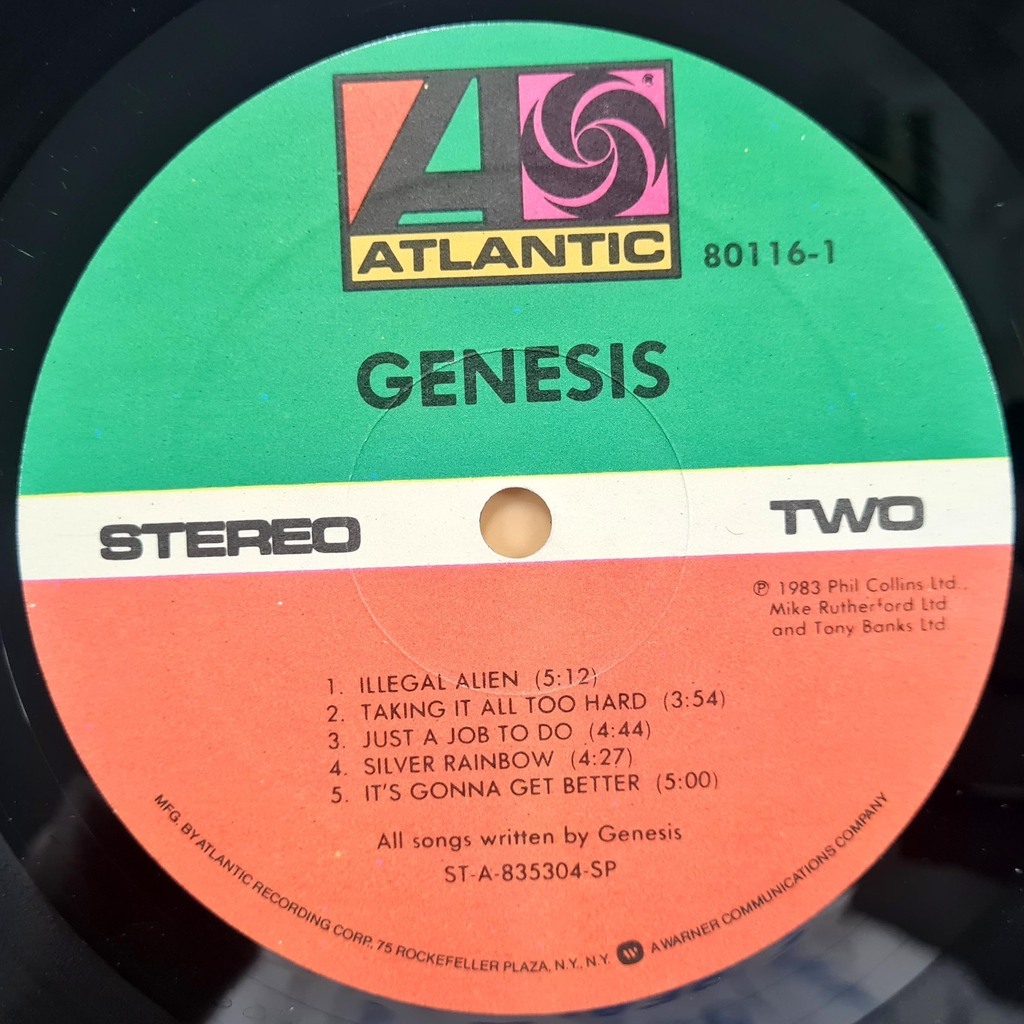 ATLANTIC
®
80116-1
GENESIS
STEREO
TWO
℗ 1983 Phil Collins Ltd.,
Mike Rutherford Ltd.
and Tony Banks Ltd.
1. ILLEGAL ALIEN (5:12)
2. TAKING IT ALL TOO HARD (3:54)
3. JUST A JOB TO DO (4:44)
4. SILVER RAINBOW (4:27)
5. IT'S GONNA GET BETTER (5:00)
All songs written by Genesis
ST-A-835304-SP
MFG. BY ATLANTIC RECORDING CORP. 75 ROCKEFELLER PLAZA, N.Y., N.Y. W A WARNER COMMUNICATIONS COMPANY